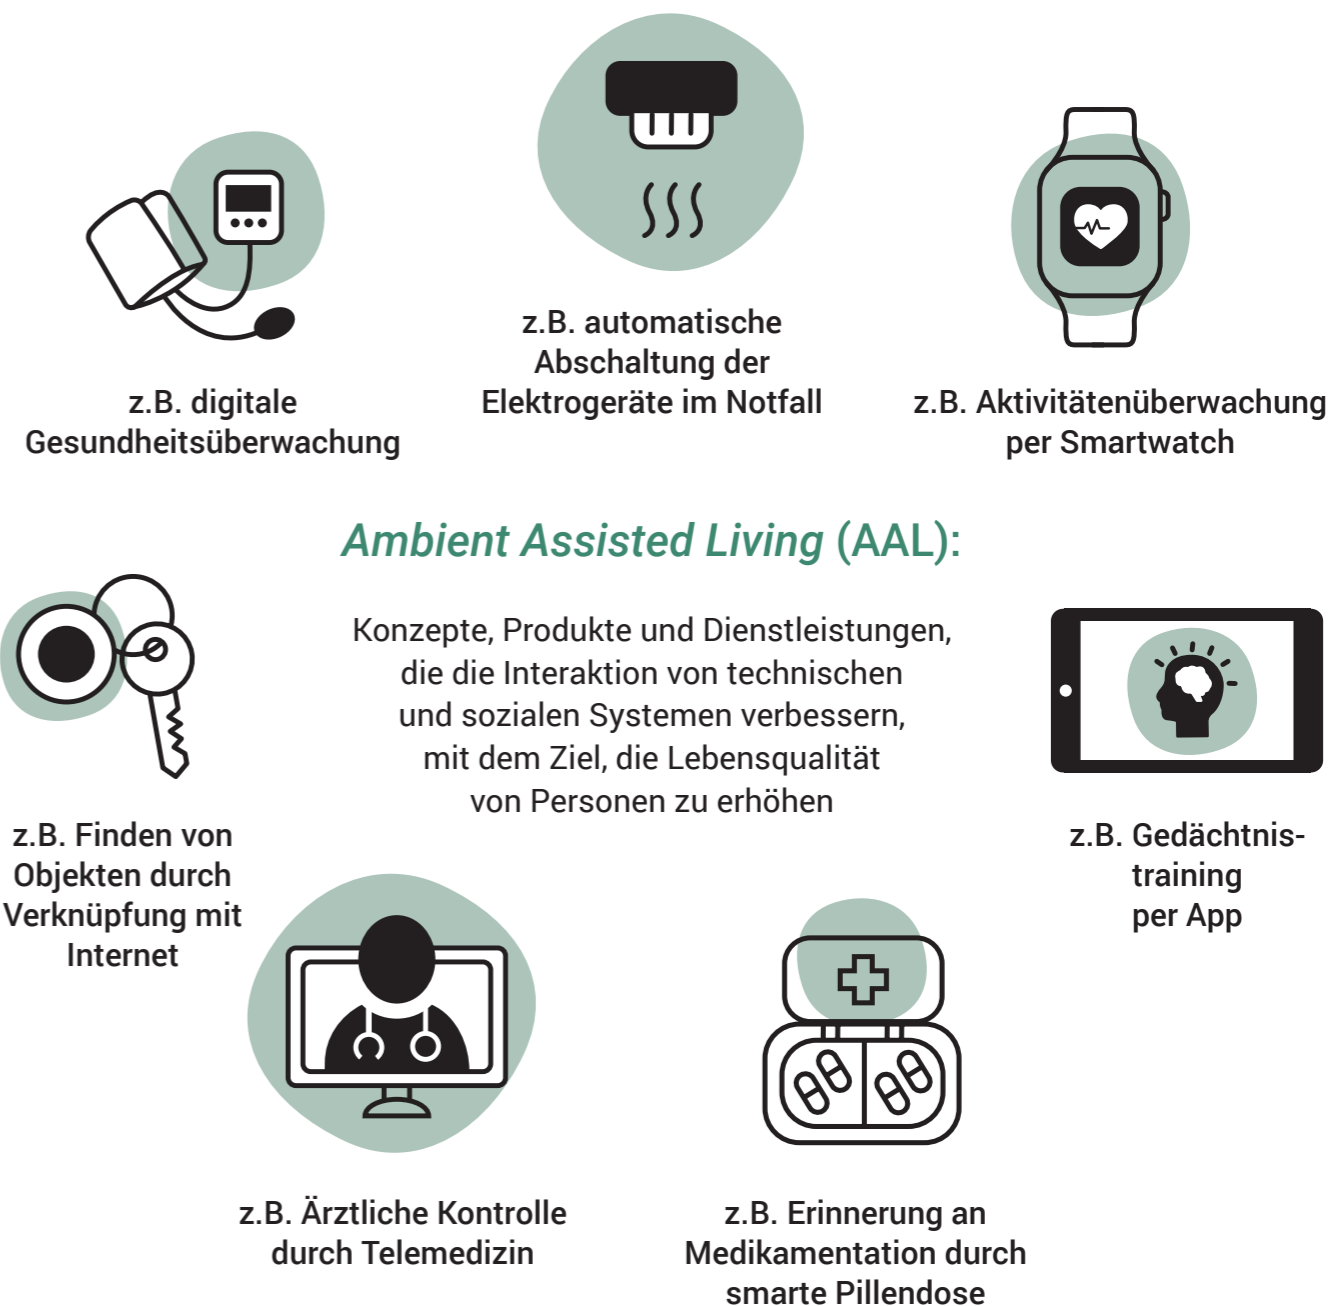 z.B. digitale
Gesundheitsüberwachung
z.B. automatische
Abschaltung der
Elektrogeräte im Notfall
z.B. Aktivitätenüberwachung
per Smartwatch
Ambient Assisted Living (AAL):
Konzepte, Produkte und Dienstleistungen,
die die Interaktion von technischen
und sozialen Systemen verbessern,
mit dem Ziel, die Lebensqualität
von Personen zu erhöhen
z.B. Finden von
Objekten durch
Verknüpfung mit
Internet
z.B. Gedächtnis-
training
per App
z.B. Ärztliche Kontrolle
durch Telemedizin
z.B. Erinnerung an
Medikamentation durch
smarte Pillendose